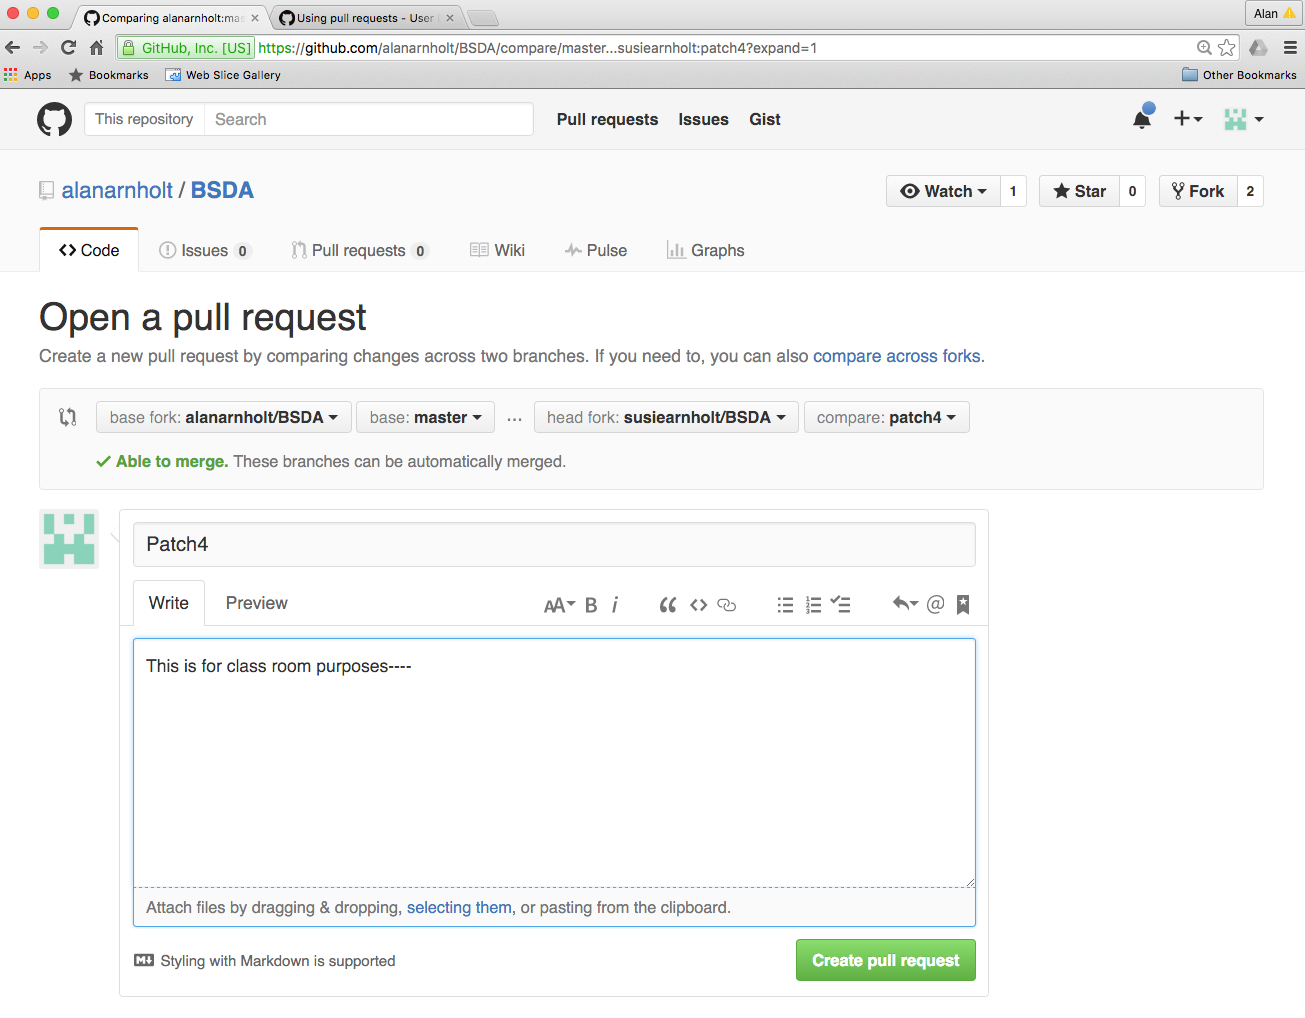 Comparing alanarnholt:mas
Using pull requests - User
Alan
GitHub, Inc. [US] https://github.com/alanarnholt/BSDA/compare/master...susiearnholt:patch4?expand=1
Apps Bookmarks Web Slice Gallery Other Bookmarks
This repository Search Pull requests Issues Gist
alanarnholt / BSDA Watch 1 Star 0 Fork 2
Code Issues 0 Pull requests 0 Wiki Pulse Graphs
Open a pull request
Create a new pull request by comparing changes across two branches. If you need to, you can also compare across forks.
base fork: alanarnholt/BSDA base: master ... head fork: susiearnholt/BSDA compare: patch4
Able to merge. These branches can be automatically merged.
Patch4
Write Preview AA B i @
This is for class room purposes----
Attach files by dragging & dropping, selecting them, or pasting from the clipboard.
Styling with Markdown is supported Create pull request